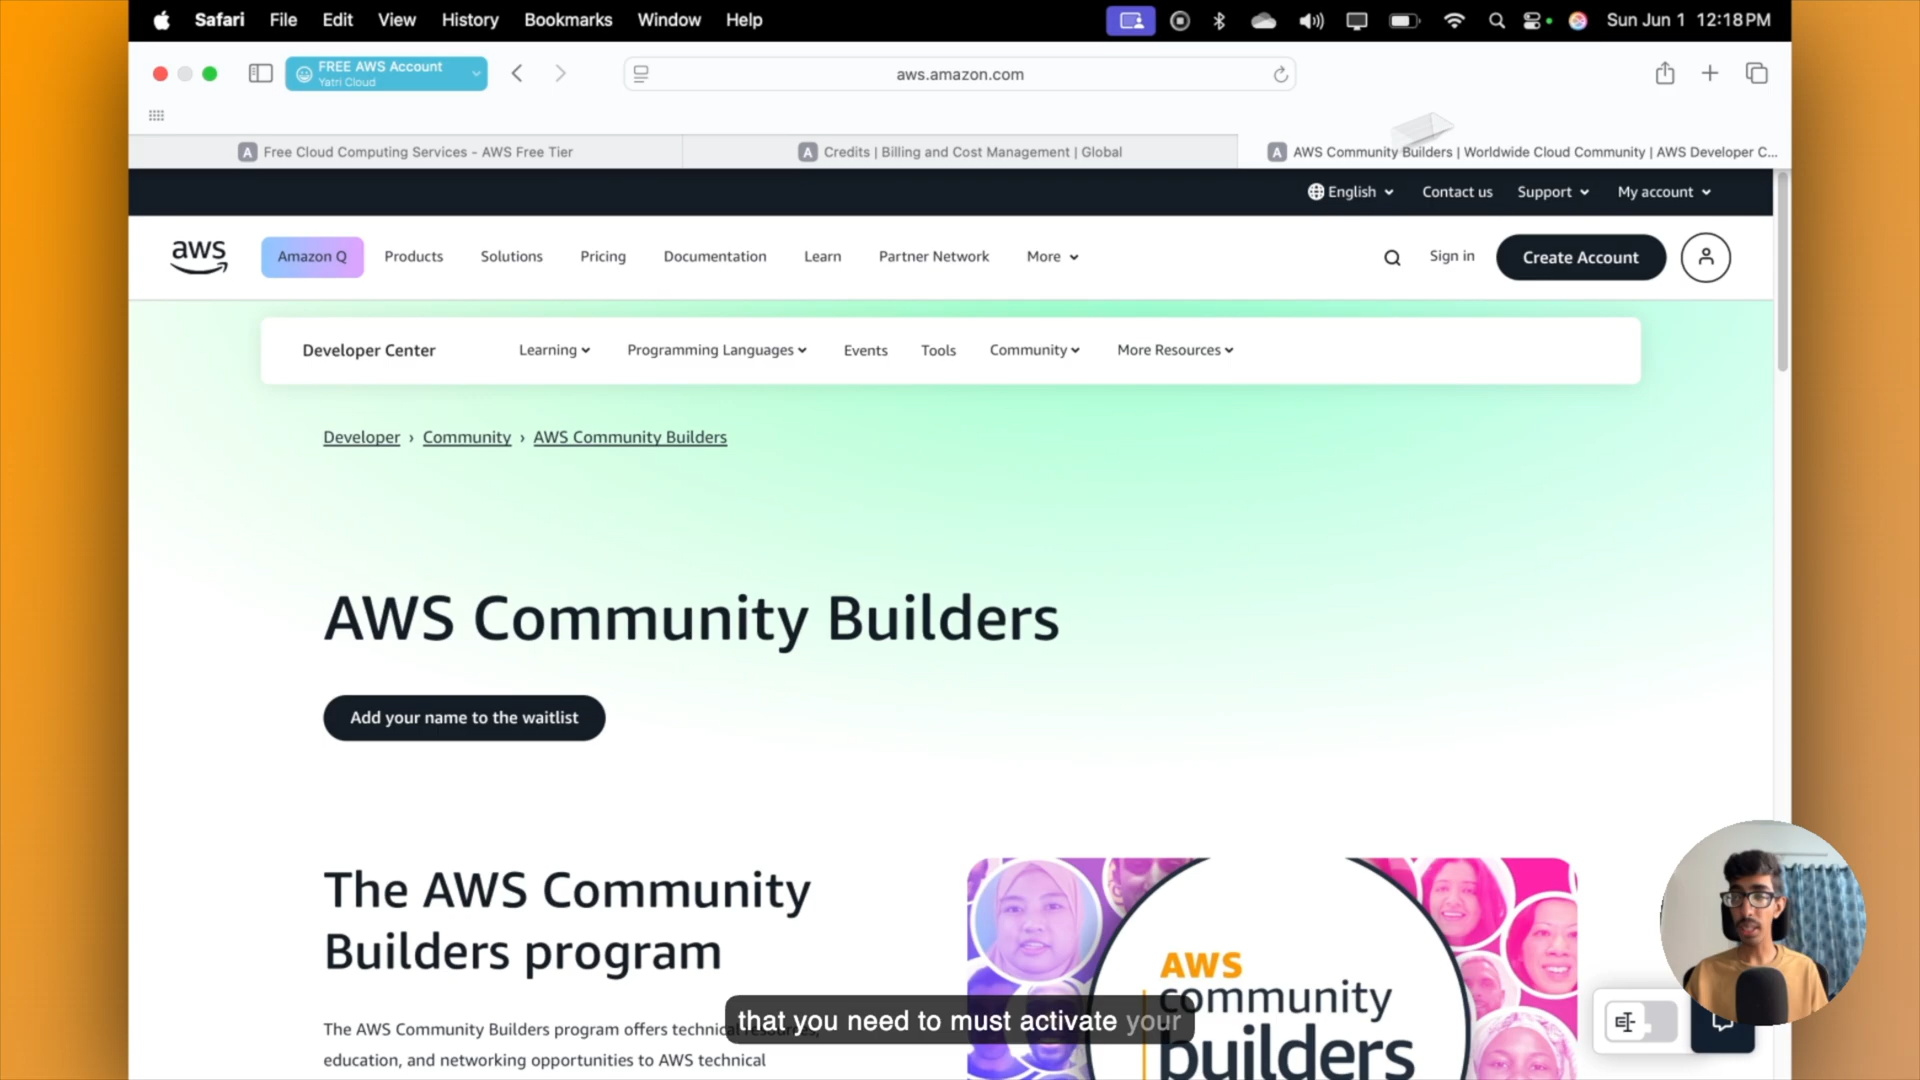 Safari File Edit View History Bookmarks Window Help Sun Jun 1 12:18 PM
FREE AWS Account
Yatri Cloud
aws.amazon.com
A Free Cloud Computing Services - AWS Free Tier
A Credits | Billing and Cost Management | Global
A AWS Community Builders | Worldwide Cloud Community | AWS Developer C...
English Contact us Support My account
aws Amazon Q Products Solutions Pricing Documentation Learn Partner Network More Sign in Create Account
Developer Center Learning Programming Languages Events Tools Community More Resources
Developer › Community › AWS Community Builders
AWS Community Builders
Add your name to the waitlist
The AWS Community
Builders program
The AWS Community Builders program offers technical
education, and networking opportunities to AWS technical
AWS
community
builders
that you need to must activate your